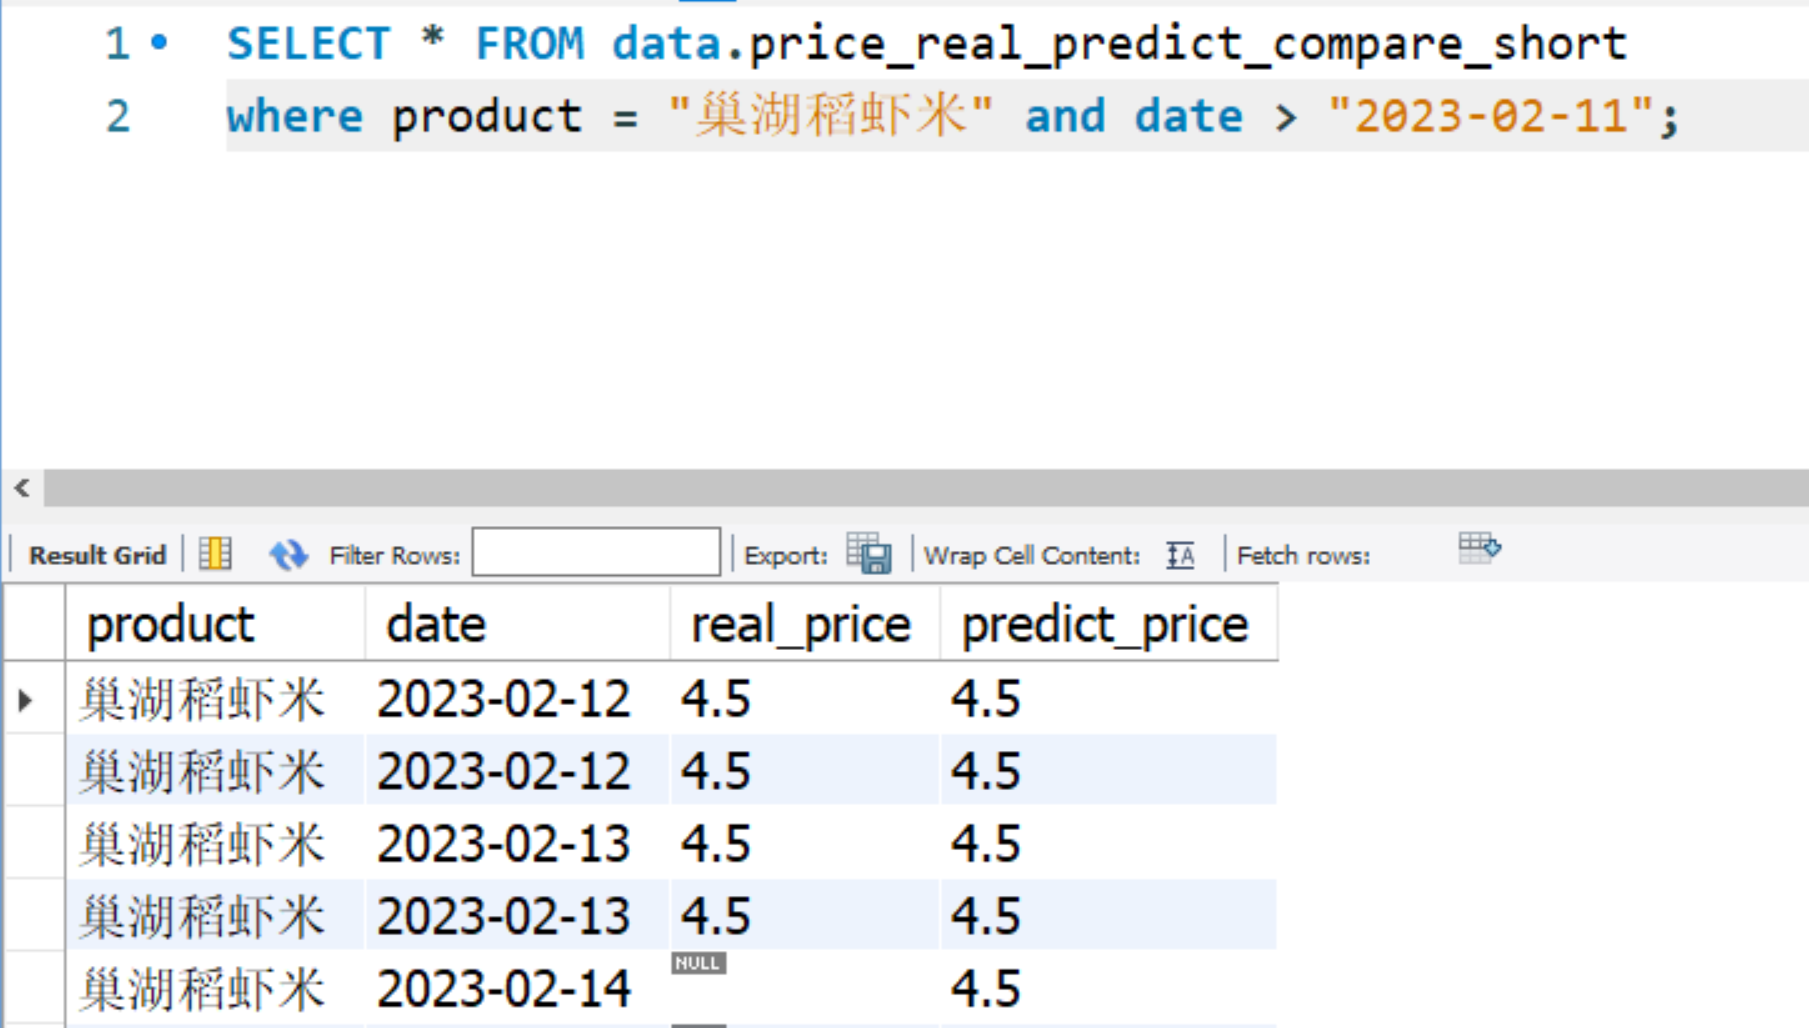 1 SELECT * FROM data.price_real_predict_compare_short
2 where product = "巢湖稻虾米" and date > "2023-02-11";
Result Grid Filter Rows: Export: Wrap Cell Content: Fetch rows:
product date real_price predict_price
巢湖稻虾米 2023-02-12 4.5 4.5
巢湖稻虾米 2023-02-12 4.5 4.5
巢湖稻虾米 2023-02-13 4.5 4.5
巢湖稻虾米 2023-02-13 4.5 4.5
巢湖稻虾米 2023-02-14 NULL 4.5